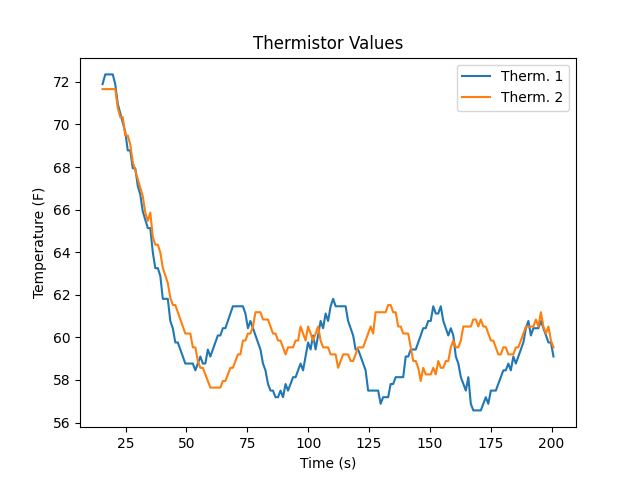 Thermistor Values
Therm. 1
Therm. 2
72
70
68
66
64
62
60
58
56
Temperature (F)
25 50 75 100 125 150 175 200
Time (s)